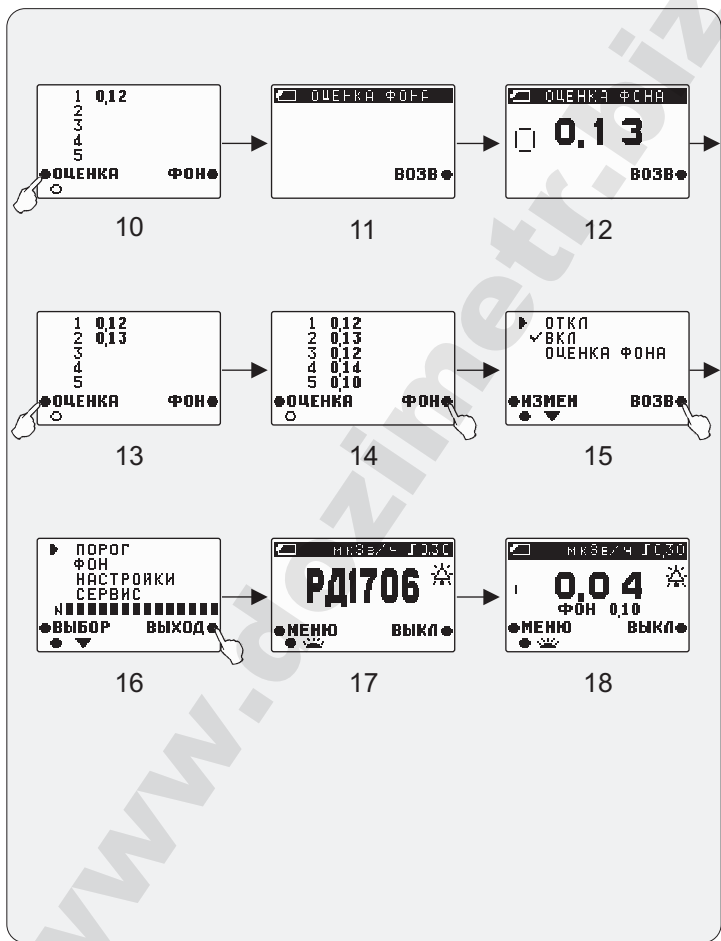 1 0,12
2
3
4
5
ОЦЕНКА ФОН
10
ОЦЕНКА ФОНА
ВОЗВ
11
ОЦЕНКА ФОНА
0,13
ВОЗВ
12
1 0,12
2 0,13
3
4
5
ОЦЕНКА ФОН
13
1 0,12
2 0,13
3 0,12
4 0,14
5 0,10
ОЦЕНКА ФОН
14
ОТКЛ
ВКЛ
ОЦЕНКА ФОНА
ИЗМЕН ВОЗВ
15
ПОРОГ
ФОН
НАСТРОЙКИ
СЕРВИС
N
ВЫБОР ВЫХОД
16
мкЗв/ч 0,30
РД1706
МЕНЮ ВЫКЛ
17
мкЗв/ч 0,30
0,04
ФОН 0,10
МЕНЮ ВЫКЛ
18
www.dozimetr.biz